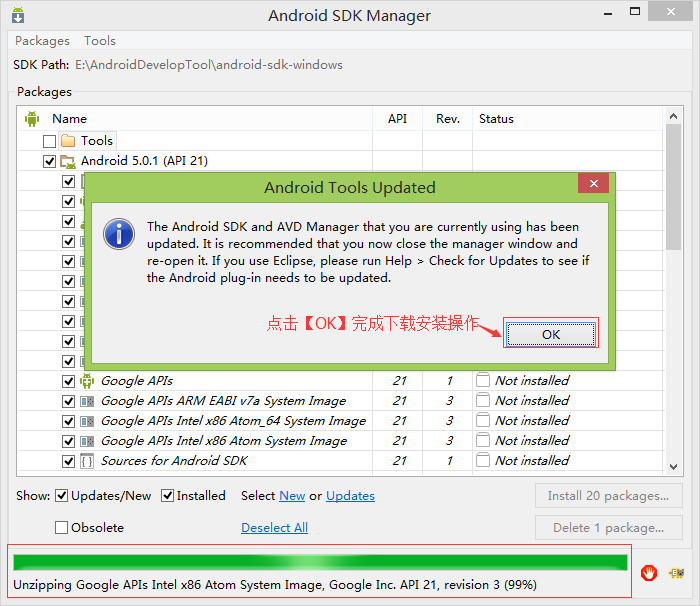 Android SDK Manager
Packages Tools
SDK Path: E:\AndroidDevelopTool\android-sdk-windows
Packages
Name API Rev. Status
Tools
Android 5.0.1 (API 21)
Android Tools Updated
The Android SDK and AVD Manager that you are currently using has been
updated. It is recommended that you now close the manager window and
re-open it. If you use Eclipse, please run Help > Check for Updates to see if
the Android plug-in needs to be updated.
点击【OK】完成下载安装操作
OK
Google APIs 21 1 Not installed
Google APIs ARM EABI v7a System Image 21 3 Not installed
Google APIs Intel x86 Atom_64 System Image 21 3 Not installed
Google APIs Intel x86 Atom System Image 21 3 Not installed
Sources for Android SDK 21 1 Not installed
Show: Updates/New Installed Select New or Updates Install 20 packages...
Obsolete Deselect All Delete 1 package...
Unzipping Google APIs Intel x86 Atom System Image, Google Inc. API 21, revision 3 (99%)